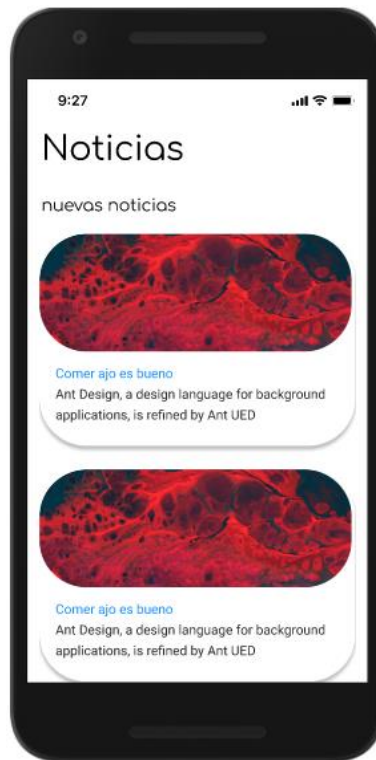 9:27
Noticias
nuevas noticias
Comer ajo es bueno
Ant Design, a design language for background
applications, is refined by Ant UED
Comer ajo es bueno
Ant Design, a design language for background
applications, is refined by Ant UED